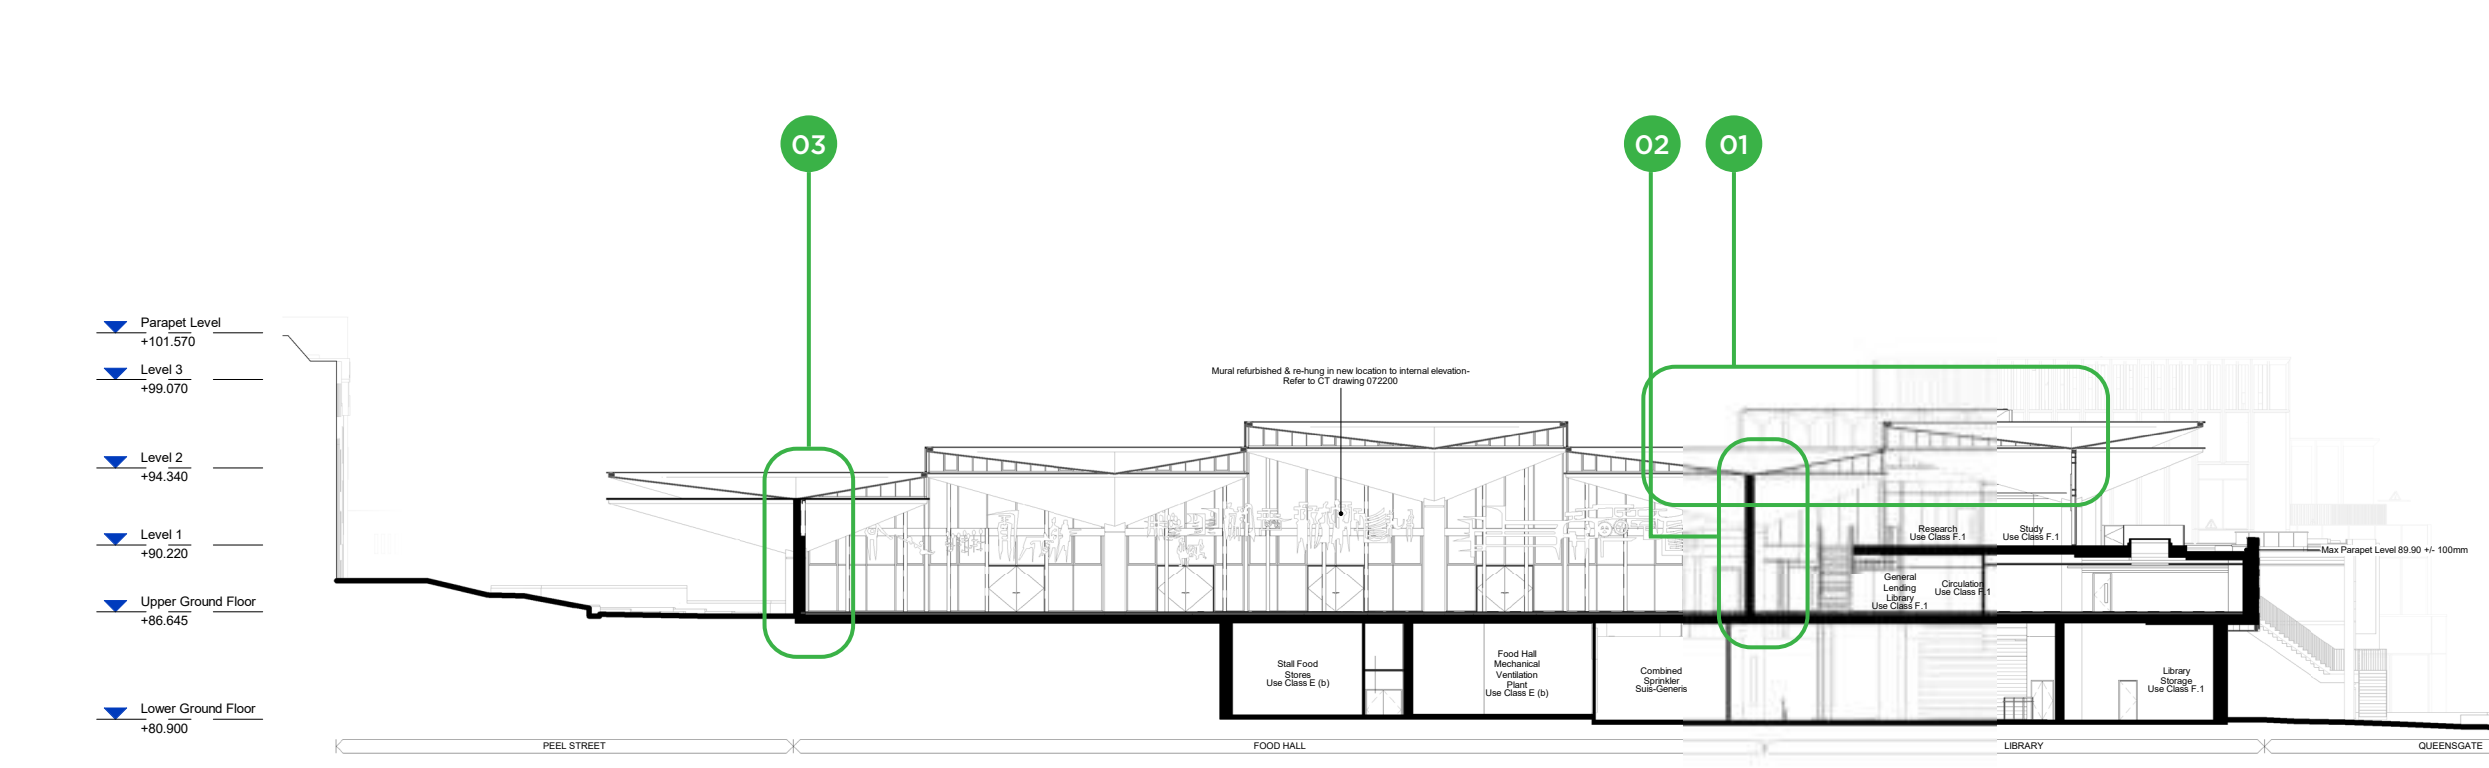 03
02
01
Parapet Level
+101.570
Level 3
+99.070
Level 2
+94.340
Level 1
+90.220
Upper Ground Floor
+86.645
Lower Ground Floor
+80.900
Mural refurbished & re-hung in new location to internal elevation-
Refer to CT drawing 072200
Research
Use Class F.1
Study
Use Class F.1
Max Parapet Level 89.90 +/- 100mm
General
Lending
Library
Use Class F.1
Circulation
Use Class F.1
Stall Food
Stores
Use Class E (b)
Food Hall
Mechanical
Ventilation
Plant
Use Class E (b)
Combined
Sprinkler
Suis-Generis
Library
Storage
Use Class F.1
PEEL STREET
FOOD HALL
LIBRARY
QUEENSGATE